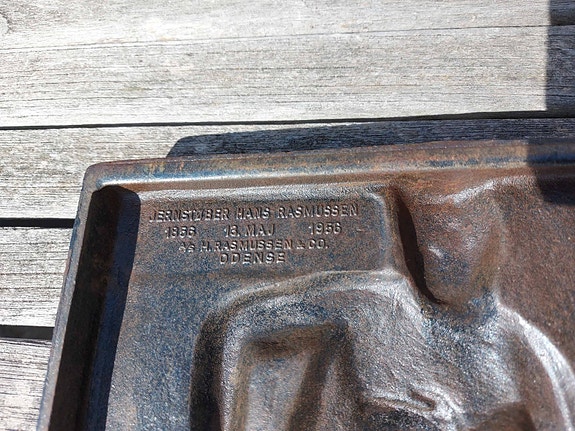 JERNSTØBER HANS RASMUSSEN
1856 13. MAJ 1956
A/S H. RASMUSSEN & CO.
ODENSE